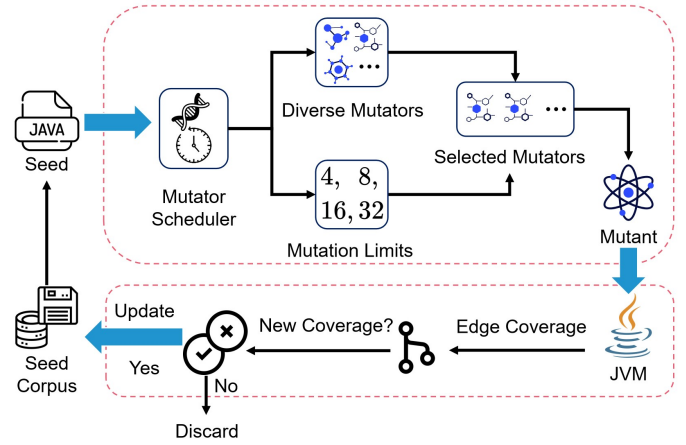 JAVA
Seed
Mutator
Scheduler
Diverse Mutators
4, 8,
16, 32
Mutation Limits
Selected Mutators
Mutant
JVM
Edge Coverage
New Coverage?
No
Discard
Update
Yes
Seed
Corpus